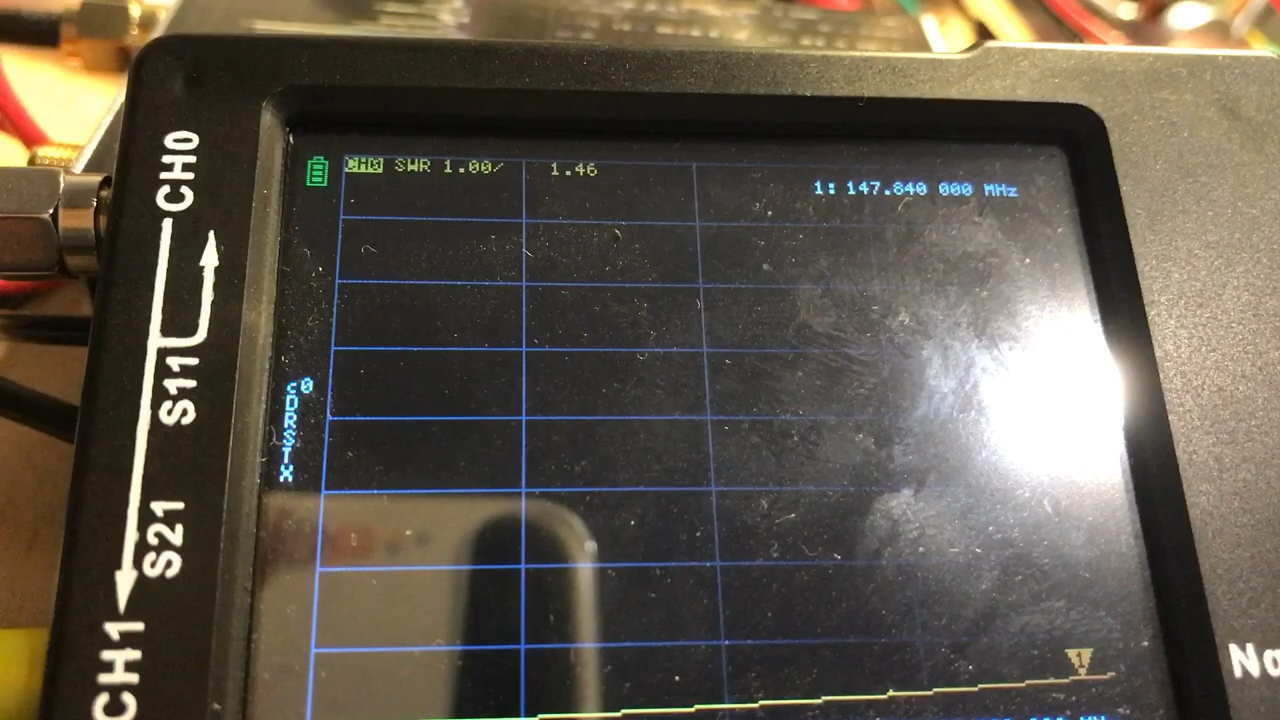 CH0 SWR 1.00/ 1.46
1: 147.840 000 MHz
c0
D
R
S
T
X
1
CH0
S11
S21
CH1